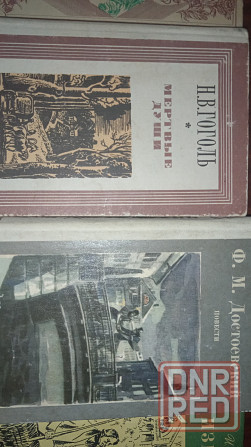 Н.В.ГОГОЛЬ
*
МЕРТВЫЕ
ДУШИ
Ф. М. Достоевский
ПОВЕСТИ
DNR
RED